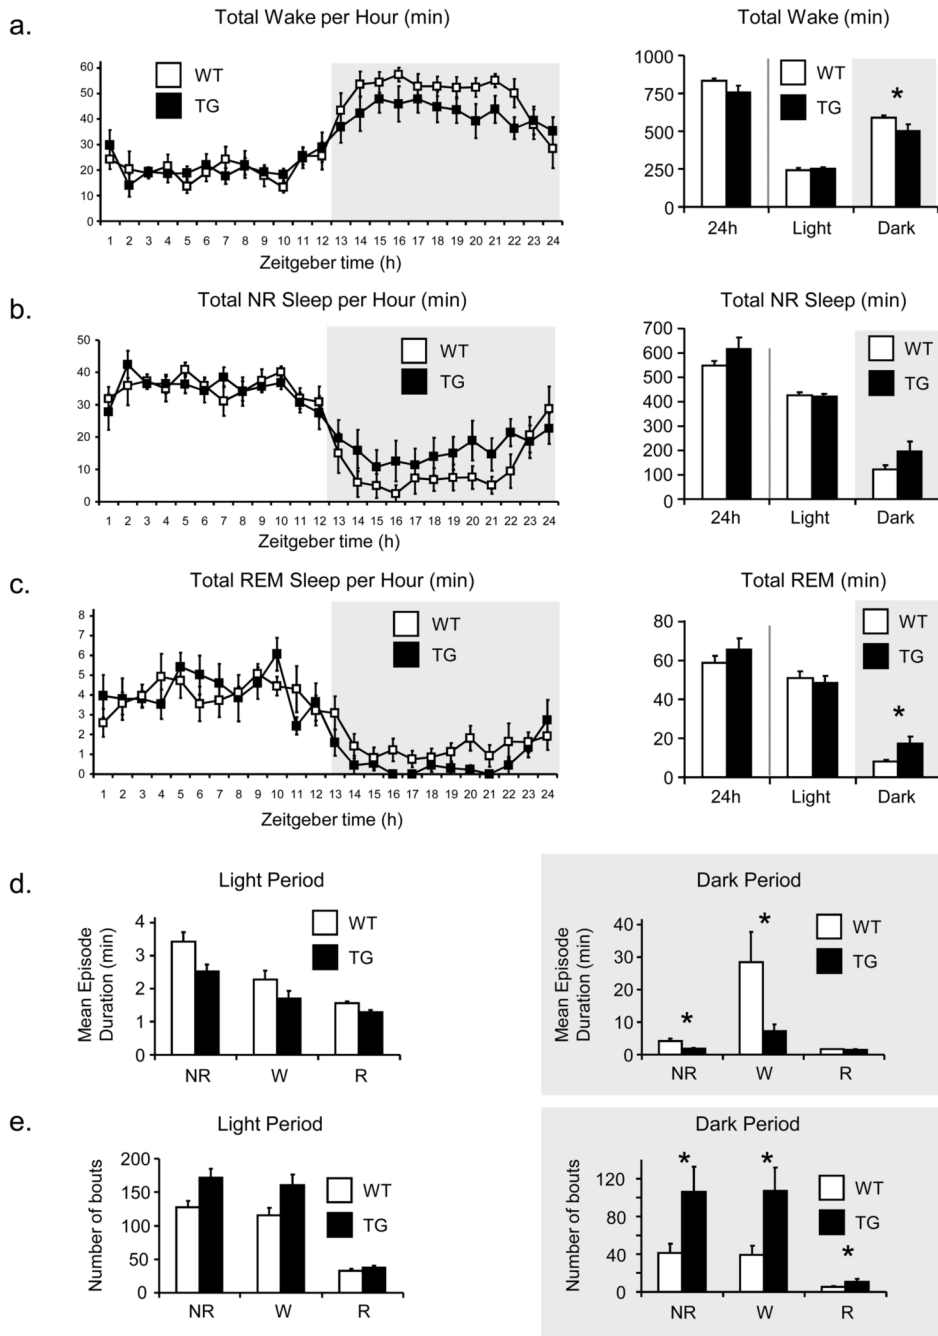 a.
Total Wake per Hour (min)
60
50
40
30
20
10
0
WT
TG
1 2 3 4 5 6 7 8 9 10 11 12 13 14 15 16 17 18 19 20 21 22 23 24
Zeitgeber time (h)
Total Wake (min)
1000
750
500
250
0
WT
TG
*
24h Light Dark
b.
Total NR Sleep per Hour (min)
50
40
30
20
10
0
WT
TG
1 2 3 4 5 6 7 8 9 10 11 12 13 14 15 16 17 18 19 20 21 22 23 24
Zeitgeber time (h)
Total NR Sleep (min)
700
600
500
400
300
200
100
0
WT
TG
24h Light Dark
c.
Total REM Sleep per Hour (min)
8
7
6
5
4
3
2
1
0
WT
TG
1 2 3 4 5 6 7 8 9 10 11 12 13 14 15 16 17 18 19 20 21 22 23 24
Zeitgeber time (h)
Total REM (min)
80
60
40
20
0
WT
TG
*
24h Light Dark
d.
Light Period
Mean Episode
Duration (min)
4
3
2
1
0
WT
TG
NR W R
Dark Period
Mean Episode
Duration (min)
40
30
20
10
0
* *
WT
TG
NR W R
e.
Light Period
Number of bouts
200
150
100
50
0
WT
TG
NR W R
Dark Period
Number of bouts
120
80
40
0
* * *
WT
TG
NR W R